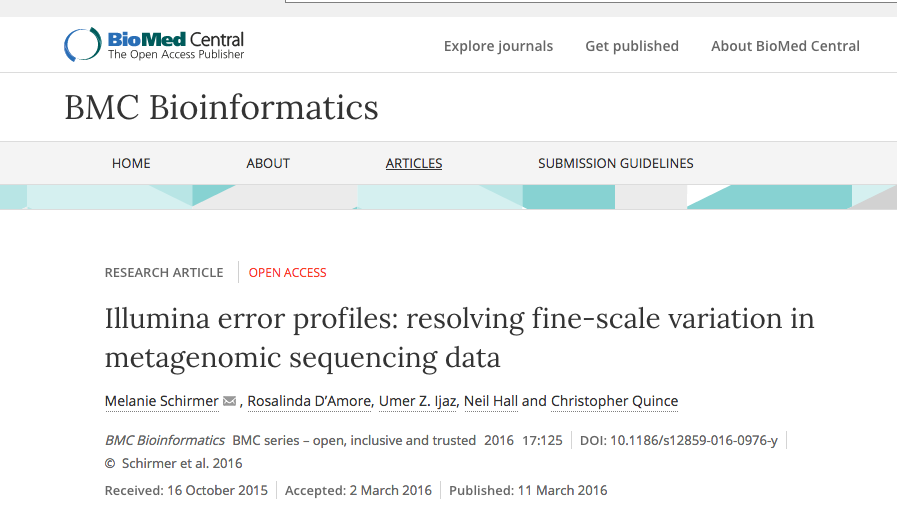 BioMed Central
The Open Access Publisher
Explore journals Get published About BioMed Central
BMC Bioinformatics
HOME ABOUT ARTICLES SUBMISSION GUIDELINES
RESEARCH ARTICLE OPEN ACCESS
Illumina error profiles: resolving fine-scale variation in
metagenomic sequencing data
Melanie Schirmer , Rosalinda D’Amore, Umer Z. Ijaz, Neil Hall and Christopher Quince
BMC Bioinformatics BMC series – open, inclusive and trusted 2016 17:125 DOI: 10.1186/s12859-016-0976-y
© Schirmer et al. 2016
Received: 16 October 2015 Accepted: 2 March 2016 Published: 11 March 2016